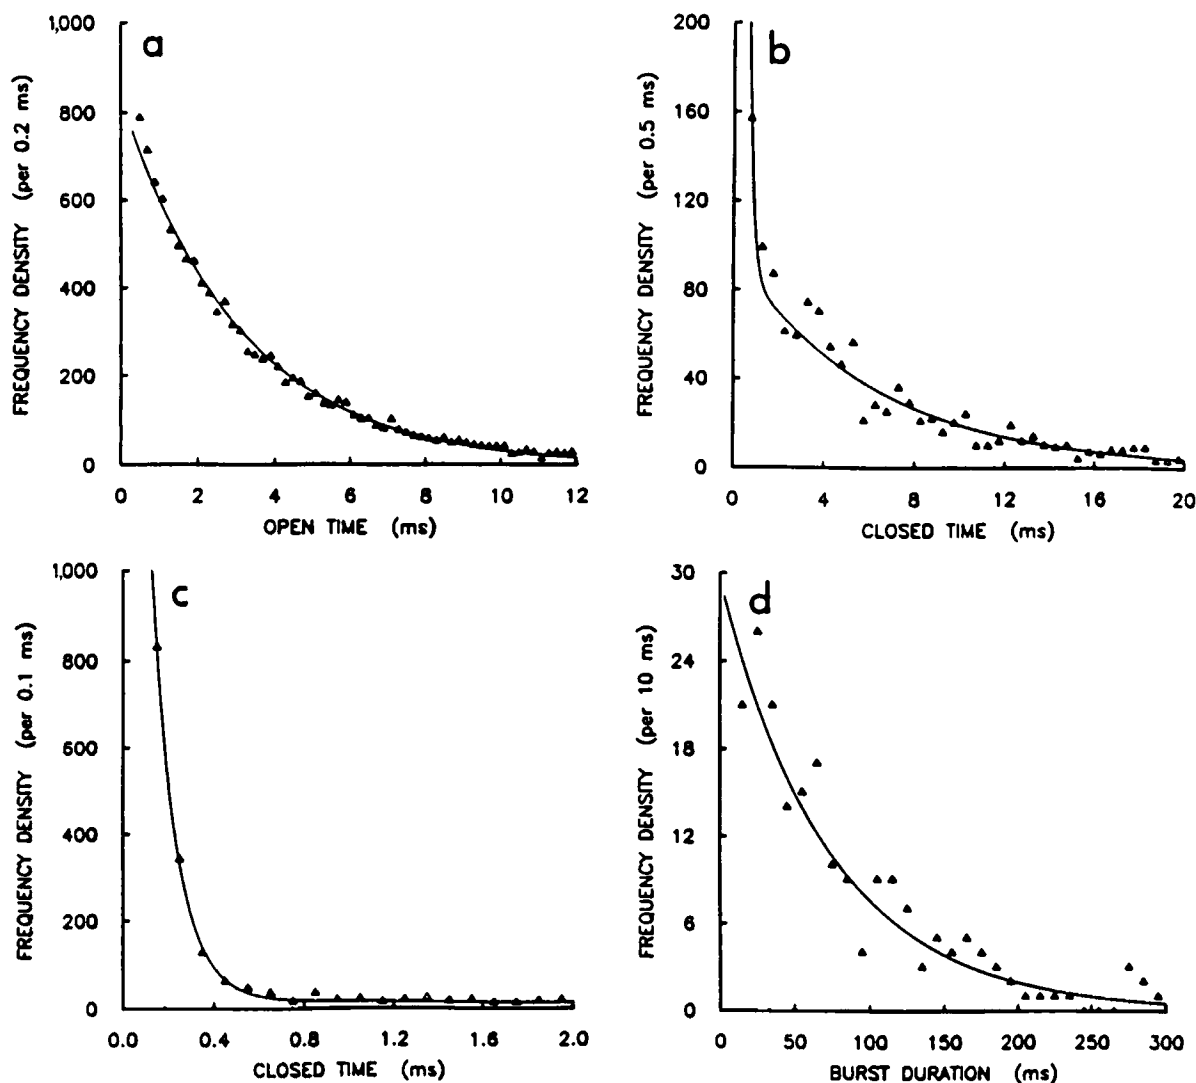 a
FREQUENCY DENSITY (per 0.2 ms)
1,000
800
600
400
200
0
0 2 4 6 8 10 12
OPEN TIME (ms)
b
FREQUENCY DENSITY (per 0.5 ms)
200
160
120
80
40
0
0 4 8 12 16 20
CLOSED TIME (ms)
c
FREQUENCY DENSITY (per 0.1 ms)
1,000
800
600
400
200
0
0.0 0.4 0.8 1.2 1.6 2.0
CLOSED TIME (ms)
d
FREQUENCY DENSITY (per 10 ms)
30
24
18
12
6
0
0 50 100 150 200 250 300
BURST DURATION (ms)